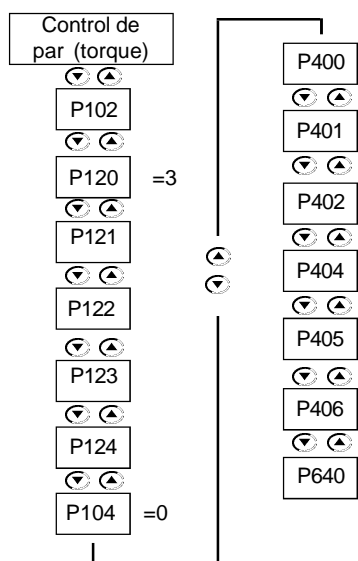 Control de
par (torque)
P102
P120 =3
P121
P122
P123
P124
P104 =0
P400
P401
P402
P404
P405
P406
P640